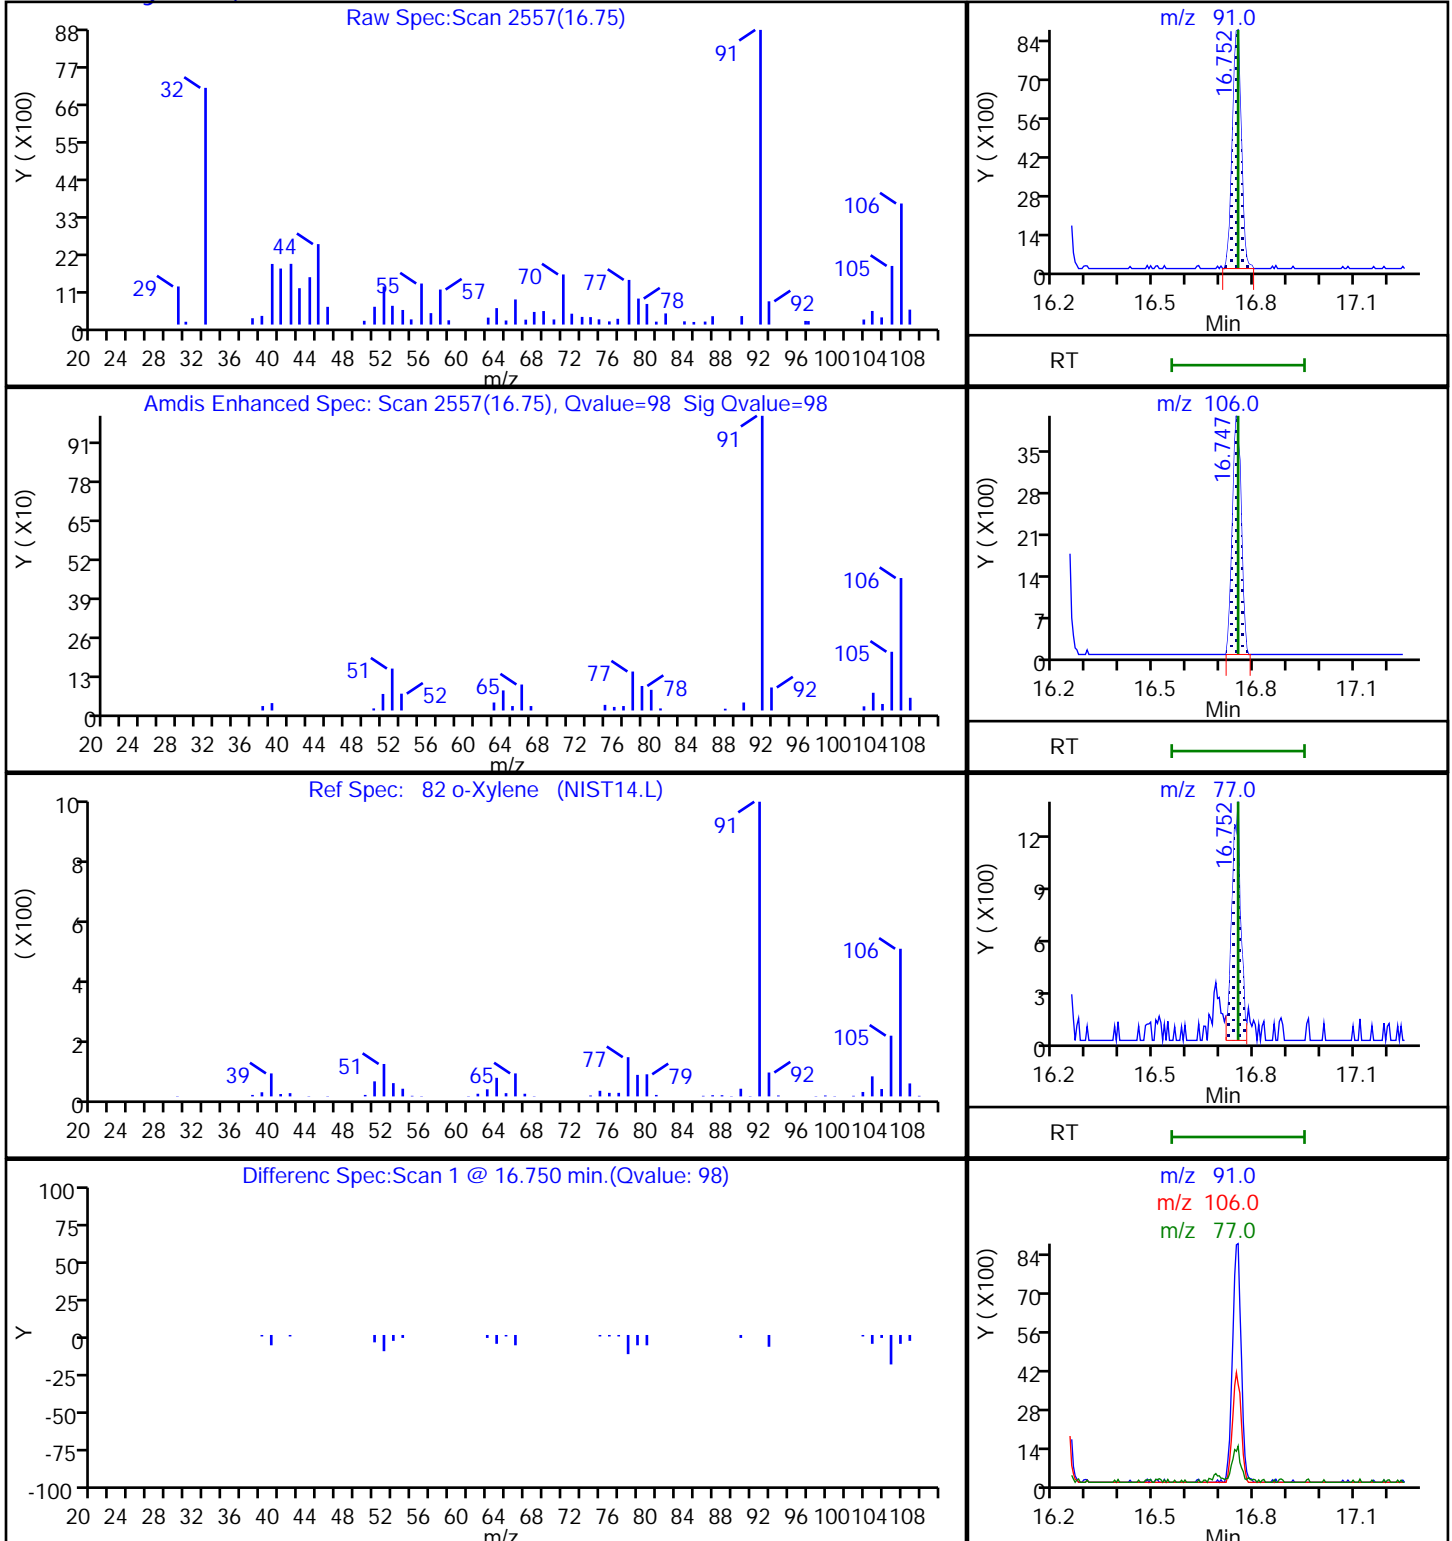 Raw Spec:Scan 2557(16.75)
Y ( X100)
88
77
66
55
44
33
22
11
0
91
32
106
44
105
29
55
57
70
77
78
92
20 24 28 32 36 40 44 48 52 56 60 64 68 72 76 80 84 88 92 96 100 104 108
m/z
m/z 91.0
Y ( X100)
84
70
56
42
28
14
0
16.752
16.2 16.5 16.8 17.1
Min
RT
Amdis Enhanced Spec: Scan 2557(16.75), Qvalue=98 Sig Qvalue=98
Y ( X10)
91
78
65
52
39
26
13
0
91
106
105
51
52
65
77
78
92
20 24 28 32 36 40 44 48 52 56 60 64 68 72 76 80 84 88 92 96 100 104 108
m/z
m/z 106.0
Y ( X100)
35
28
21
14
7
0
16.747
16.2 16.5 16.8 17.1
Min
RT
Ref Spec: 82 o-Xylene (NIST14.L)
( X100)
10
8
6
4
2
0
91
106
105
39
51
65
77
79
92
20 24 28 32 36 40 44 48 52 56 60 64 68 72 76 80 84 88 92 96 100 104 108
m/z 77.0
Y ( X100)
12
9
6
3
0
16.752
16.2 16.5 16.8 17.1
Min
RT
Differenc Spec:Scan 1 @ 16.750 min.(Qvalue: 98)
Y
100
75
50
25
0
-25
-50
-75
-100
20 24 28 32 36 40 44 48 52 56 60 64 68 72 76 80 84 88 92 96 100 104 108
m/z
m/z 91.0
m/z 106.0
m/z 77.0
Y ( X100)
84
70
56
42
28
14
0
16.2 16.5 16.8 17.1
Min